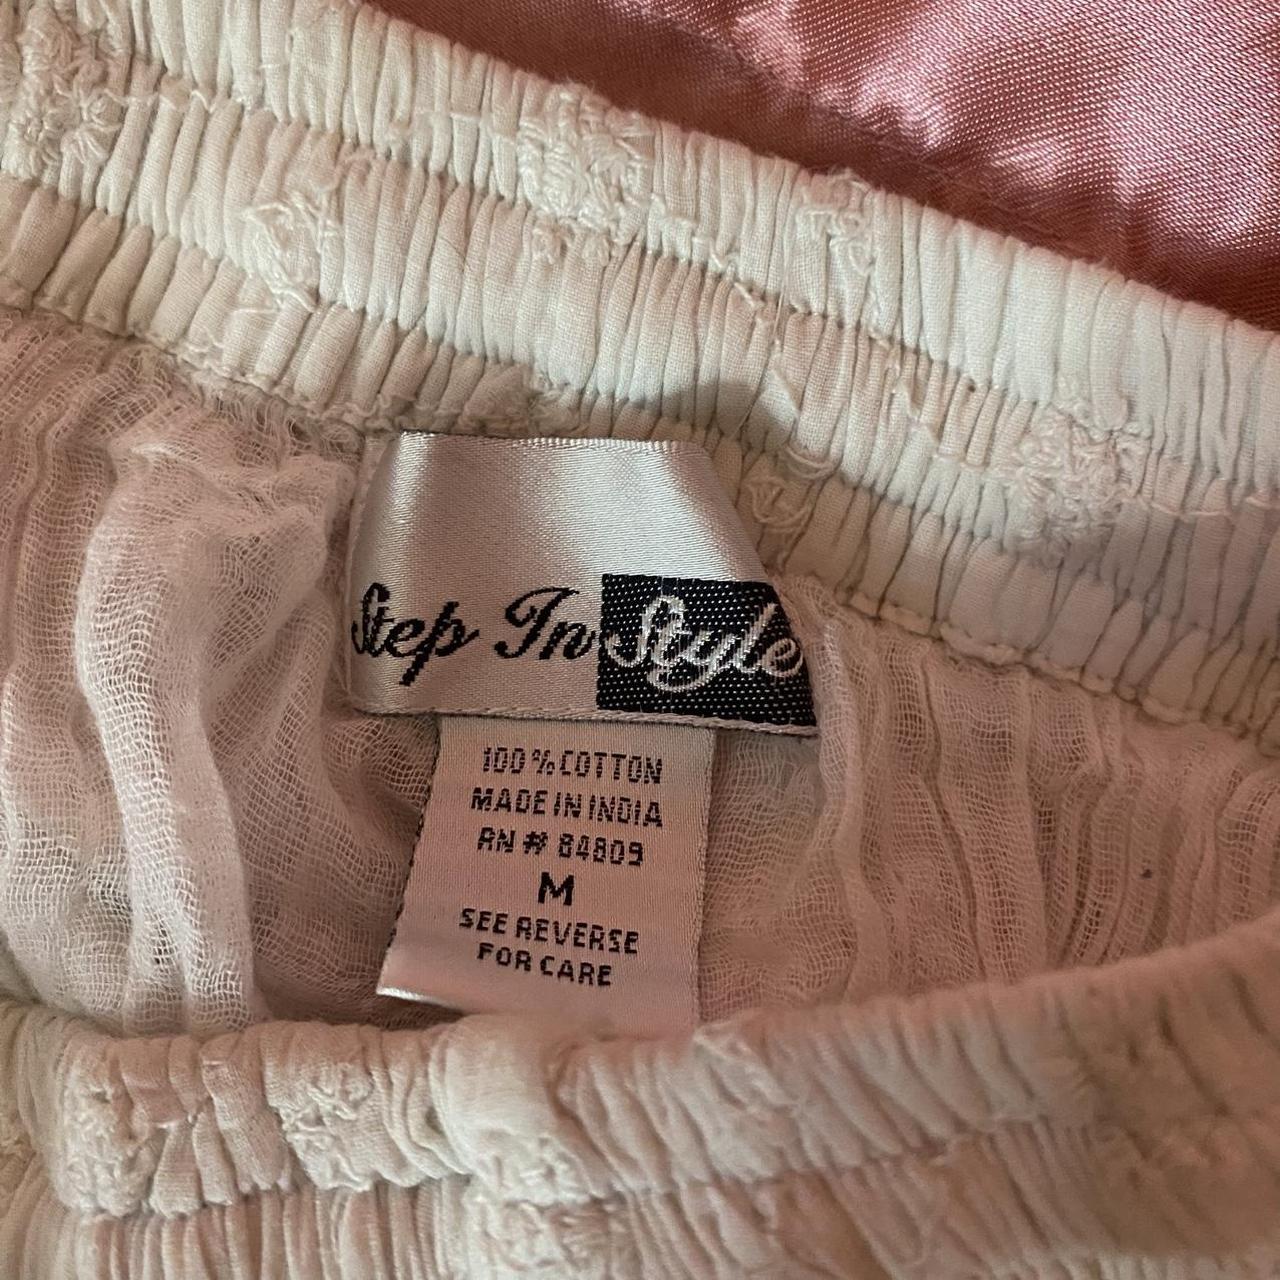 Step In Style
100% COTTON
MADE IN INDIA
RN # 84809
M
SEE REVERSE
FOR CARE